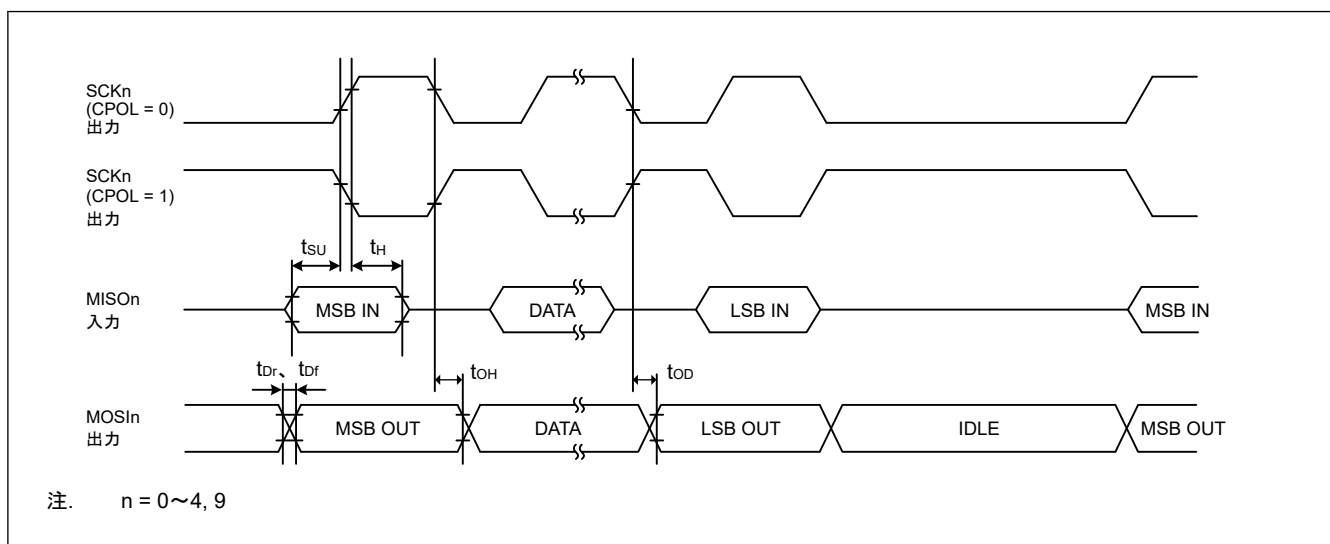 SCKn
(CPOL = 0)
出力
SCKn
(CPOL = 1)
出力
tSU
tH
MISOn
入力
MSB IN
DATA
LSB IN
MSB IN
tDr、 tDf
tOH
tOD
MOSIn
出力
MSB OUT
DATA
LSB OUT
IDLE
MSB OUT
注. n = 0～4, 9